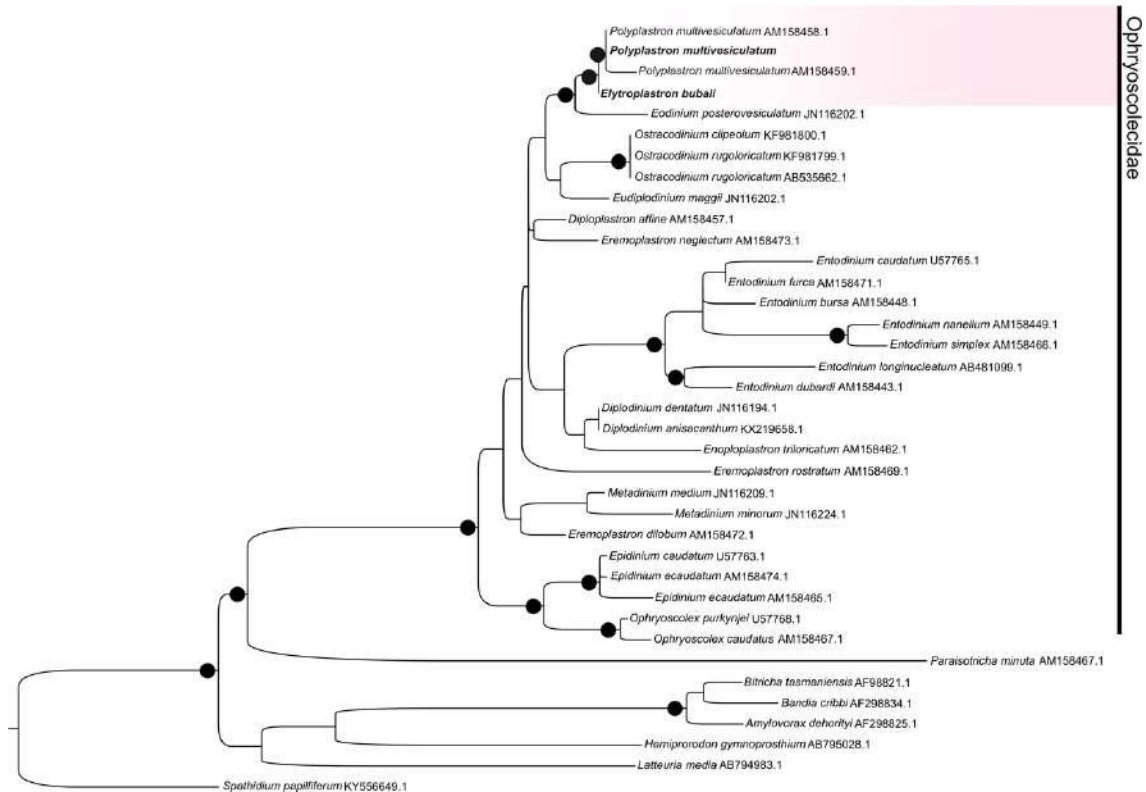 Polyplastron multivesiculatum AM158458.1
Polyplastron multivesiculatum
Polyplastron multivesiculatum AM158459.1
Elytroplastron bubali
Eodinium posterovesiculatum JN116202.1
Ostracodinium clipeolum KF981800.1
Ostracodinium rugoloricatum KF981799.1
Ostracodinium rugoloricatum AB535662.1
Eudiplodinium maggii JN116202.1
Diploplastron affine AM158457.1
Eremoplastron neglectum AM158473.1
Entodinium caudatum U57765.1
Entodinium furca AM158471.1
Entodinium bursa AM158448.1
Entodinium nanellum AM158449.1
Entodinium simplex AM158466.1
Entodinium longinucleatum AB481099.1
Entodinium dubardi AM158443.1
Diplodinium dentatum JN116194.1
Diplodinium anisacanthum KX219658.1
Enoploplastron triloricatum AM158462.1
Eremoplastron rostratum AM158469.1
Metadinium medium JN116209.1
Metadinium minorum JN116224.1
Eremoplastron dilobum AM158472.1
Epidinium caudatum U57763.1
Epidinium ecaudatum AM158474.1
Epidinium ecaudatum AM158465.1
Ophryoscolex purkynjei U57768.1
Ophryoscolex caudatus AM158467.1
Paraisotricha minuta AM158467.1
Bitricha tasmaniensis AF98821.1
Bandia cribbi AF298834.1
Amylovorax dehorityi AF298825.1
Hemiprorodon gymnoprosthium AB795028.1
Latteuria media AB794983.1
Spathidium papilliferum KY556649.1
Ophryoscolecidae